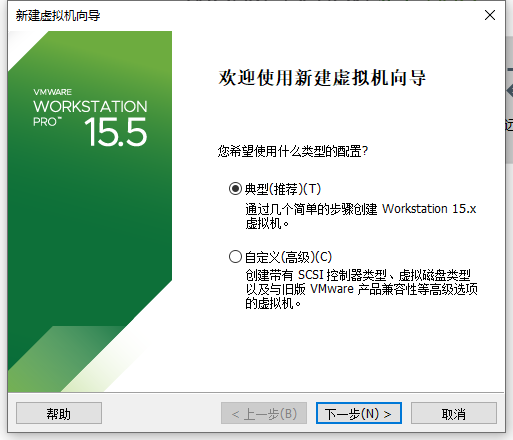 新建虚拟机向导
VMWARE
WORKSTATION
PRO™ 15.5
欢迎使用新建虚拟机向导
您希望使用什么类型的配置?
典型(推荐)(T)
通过几个简单的步骤创建 Workstation 15.x
虚拟机。
自定义(高级)(C)
创建带有 SCSI 控制器类型、虚拟磁盘类型
以及与旧版 VMware 产品兼容性等高级选项
的虚拟机。
帮助
< 上一步(B)
下一步(N) >
取消